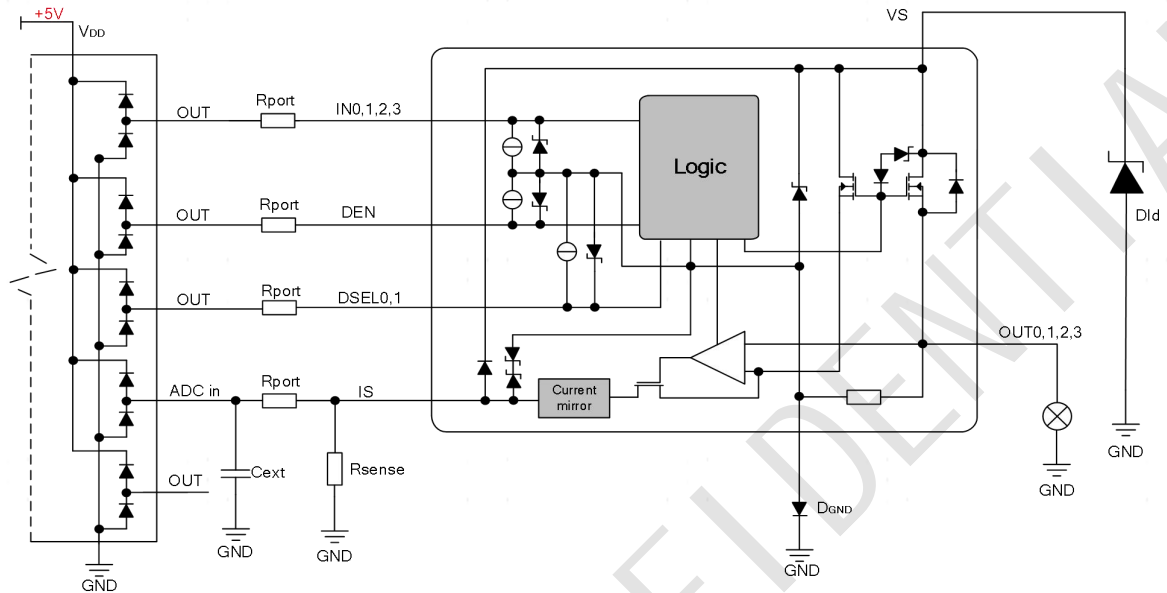 +5V
VDD
VS
OUT
Rport
IN0,1,2,3
Logic
OUT
Rport
DEN
Dld
OUT
Rport
DSEL0,1
OUT0,1,2,3
ADC in
Rport
IS
Current
mirror
OUT
Cext
Rsense
GND
GND
DGND
GND
GND
GND
GND
FIDENTIA